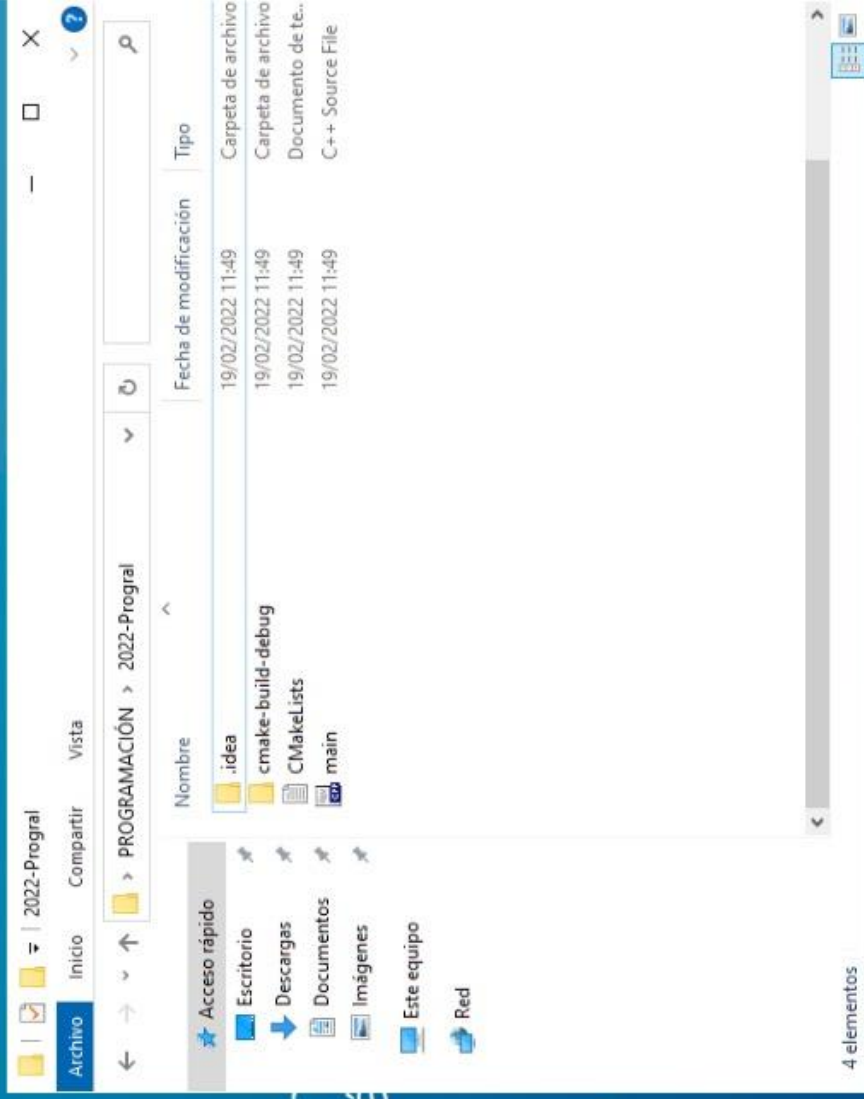 2022-Progral
Archivo Inicio Compartir Vista
PROGRAMACIÓN > 2022-Progral
Nombre Fecha de modificación Tipo
Acceso rápido
Escritorio
Descargas
Documentos
Imágenes
Este equipo
Red
.idea 19/02/2022 11:49 Carpeta de archivo
cmake-build-debug 19/02/2022 11:49 Carpeta de archivo
CMakeLists 19/02/2022 11:49 Documento de te..
main 19/02/2022 11:49 C++ Source File
4 elementos